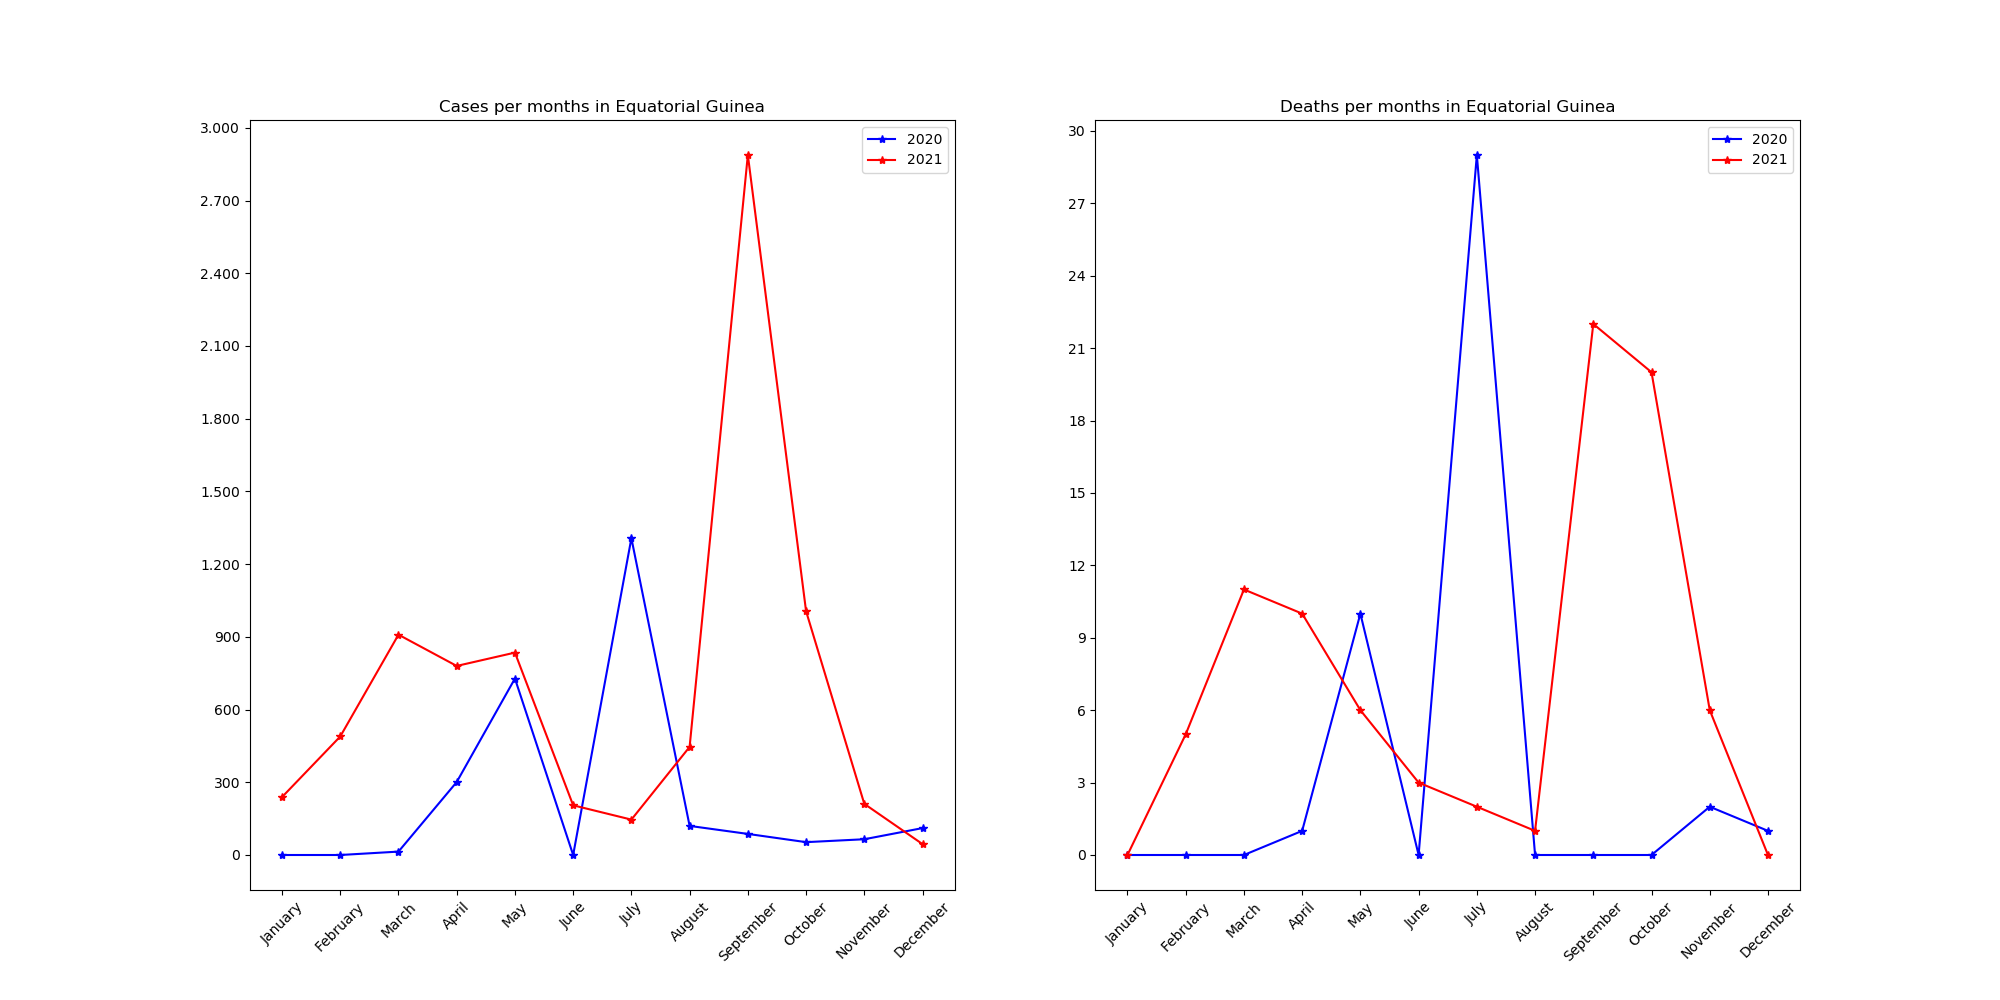 Cases per months in Equatorial Guinea
3.000
2.700
2.400
2.100
1.800
1.500
1.200
900
600
300
0
2020
2021
January
February
March
April
May
June
July
August
September
October
November
December
Deaths per months in Equatorial Guinea
30
27
24
21
18
15
12
9
6
3
0
2020
2021
January
February
March
April
May
June
July
August
September
October
November
December